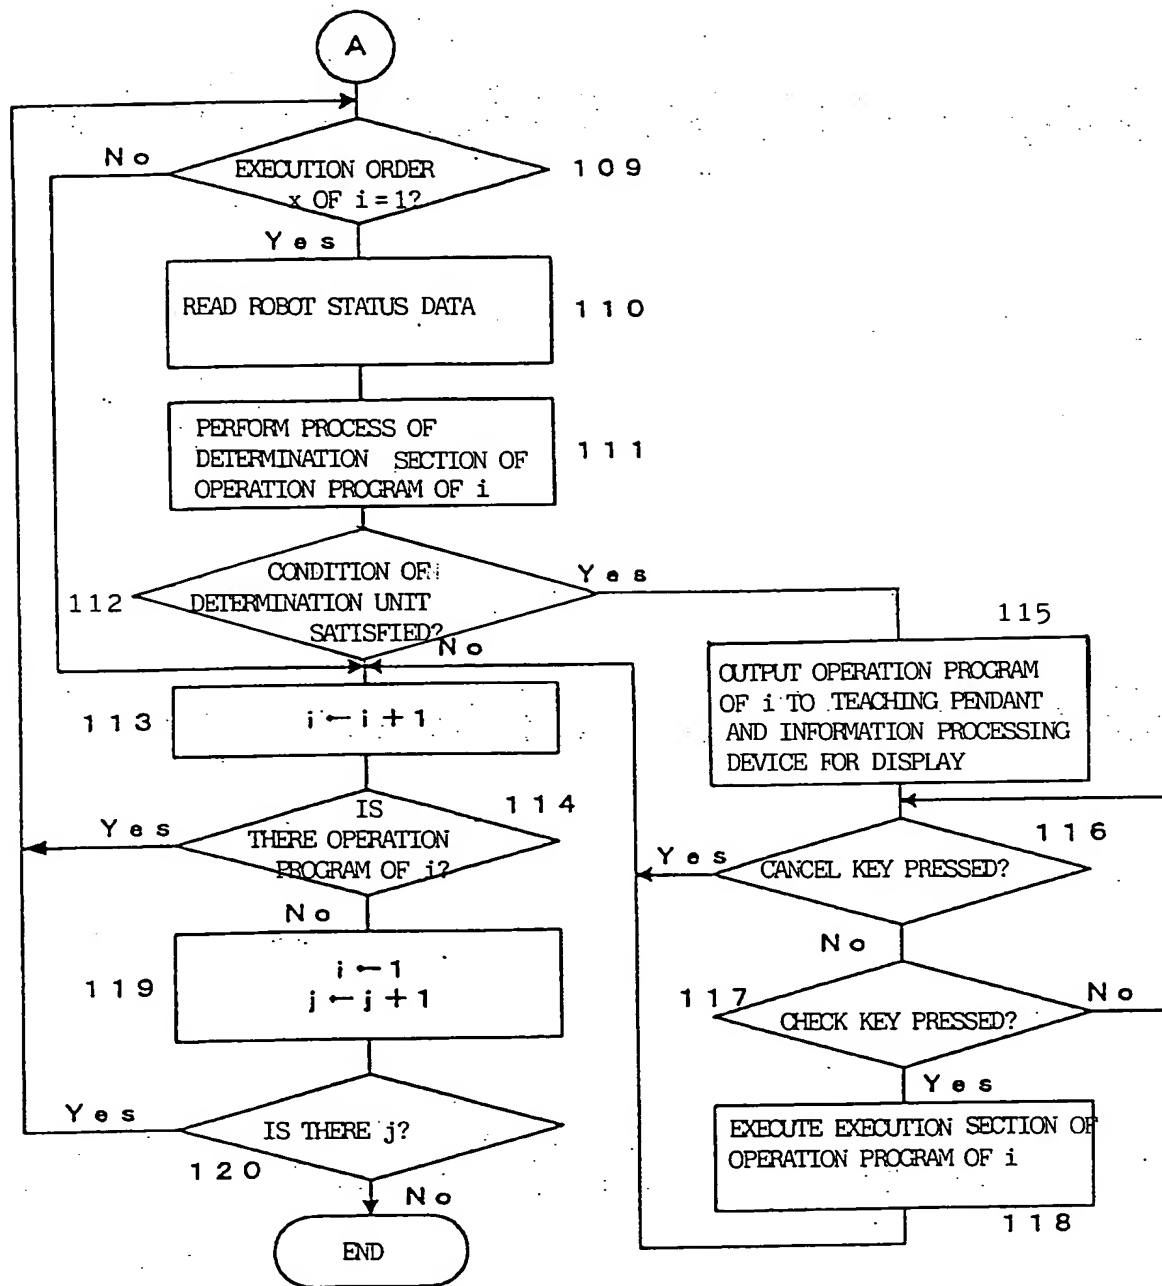 A
No
EXECUTION ORDER
x OF i=1?
109
Yes
READ ROBOT STATUS DATA
110
PERFORM PROCESS OF
DETERMINATION SECTION OF
OPERATION PROGRAM OF i
111
CONDITION OF
DETERMINATION UNIT
SATISFIED?
112
Yes
No
115
OUTPUT OPERATION PROGRAM
OF i TO TEACHING PENDANT
AND INFORMATION PROCESSING
DEVICE FOR DISPLAY
113
i ← i + 1
114
IS
THERE OPERATION
PROGRAM OF i?
Yes
No
116
Yes
CANCEL KEY PRESSED?
No
119
i ← 1
j ← j + 1
117
No
CHECK KEY PRESSED?
Yes
Yes
IS THERE j?
120
No
EXECUTE EXECUTION SECTION OF
OPERATION PROGRAM OF i
118
END